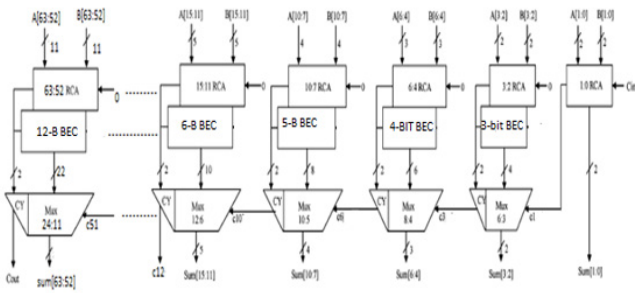 A[63:52] B[63:52] A[15:11] B[15:11] A[10:7] B[10:7] A[6:4] B[6:4] A[3:2] B[3:2] A[1:0] B[1:0]
11 11 5 5 4 4 3 3 2 2 2 2
63:52 RCA 0 15:11 RCA 0 10:7 RCA 0 6:4 RCA 0 3:2 RCA 0 1:0 RCA
12-B BEC 6-B BEC 5-B BEC 4-BIT BEC 3-bit BEC
2 22 2 10 2 8 2 6 2 4 2
CY Mux 24:11 c51 CY Mux 12:6 c10 CY Mux 10:5 c6 CY Mux 8:4 c3 CY Mux 6:3 c1
5 4 3 2
Cout sum[63:52] c12 Sum[15:11] Sum[10:7] Sum[6:4] Sum[3:2] Sum[1:0]